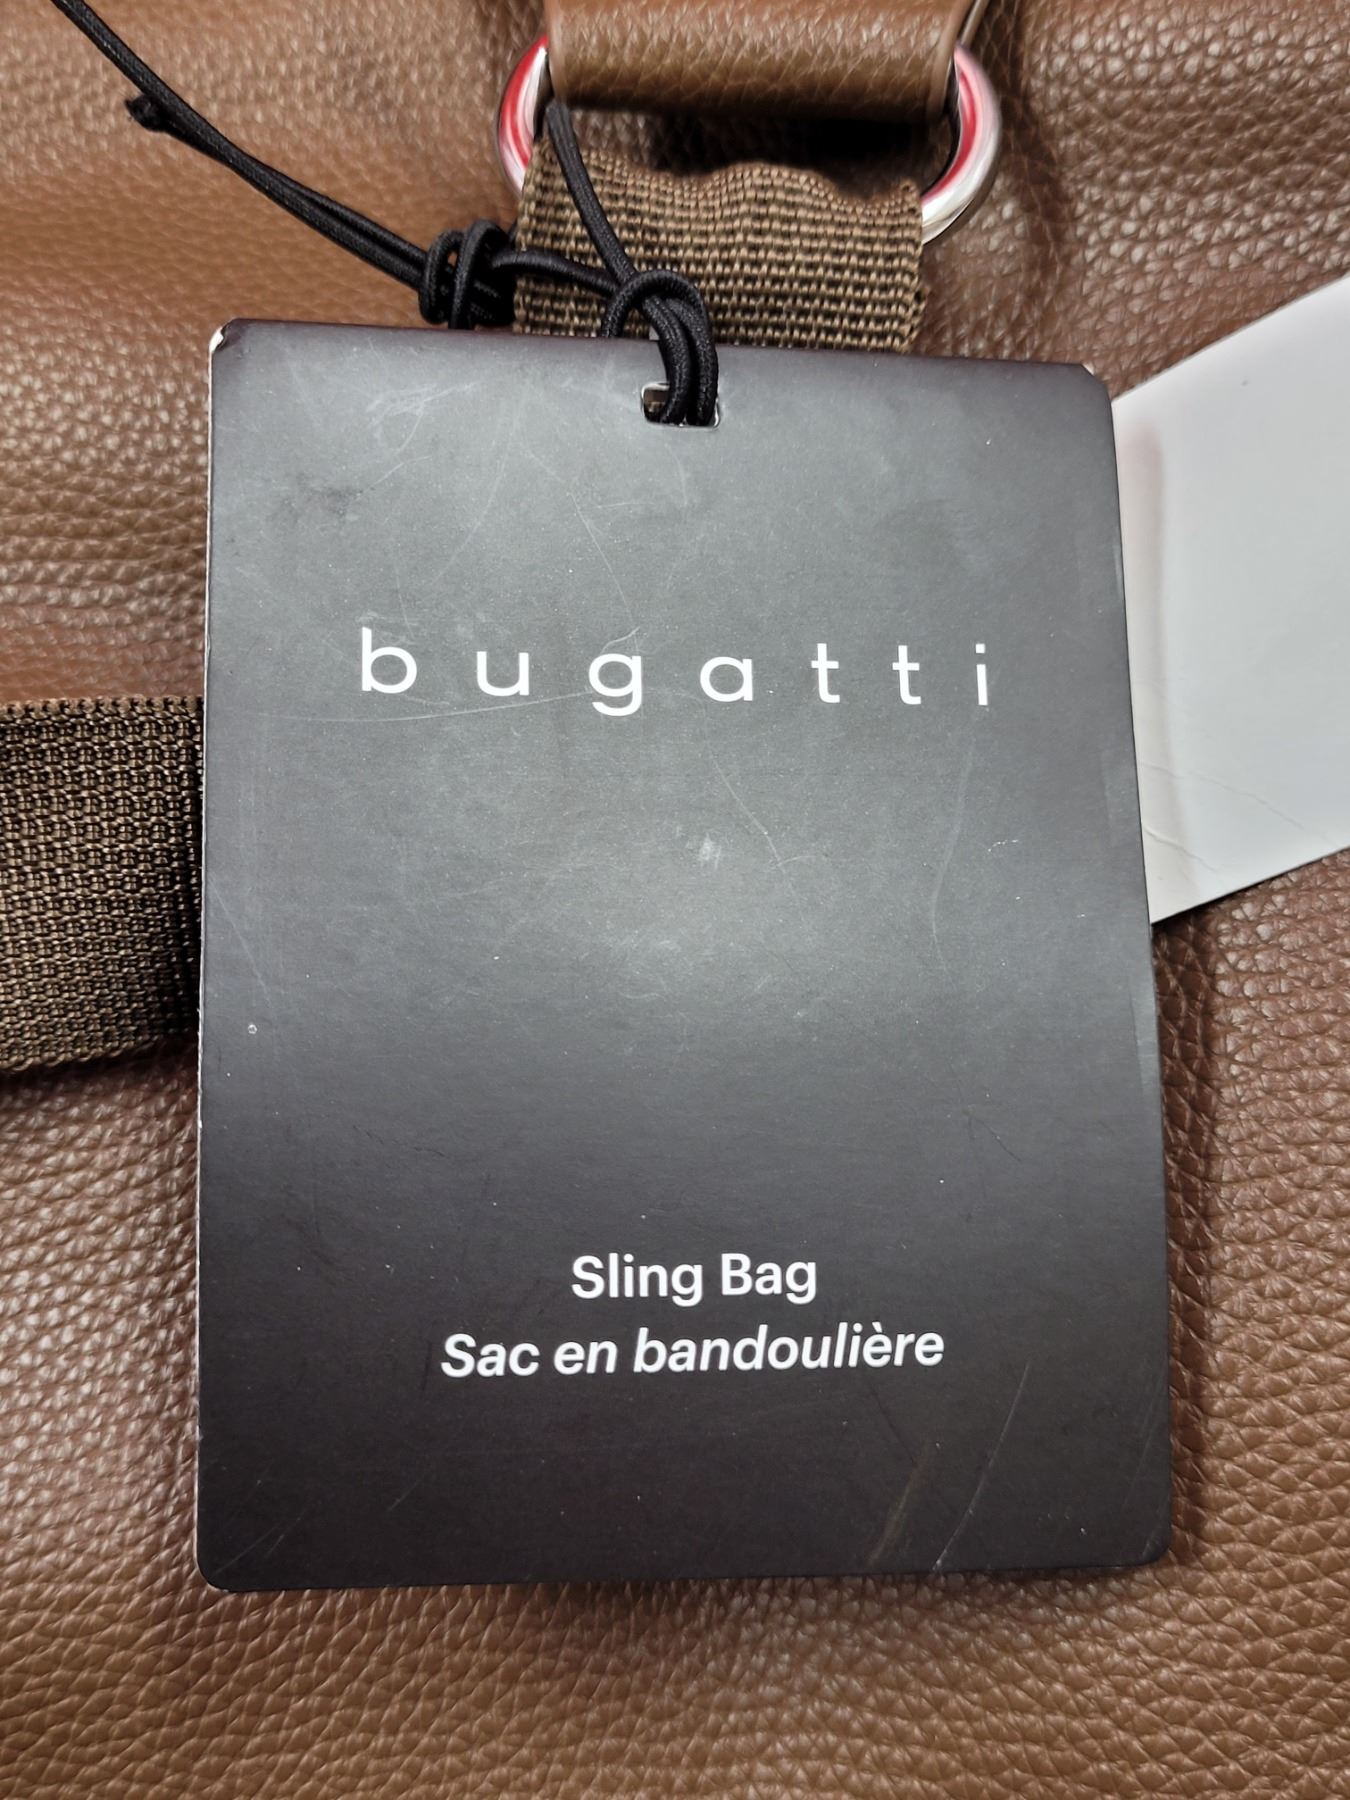 bugatti
Sling Bag
Sac en bandoulière